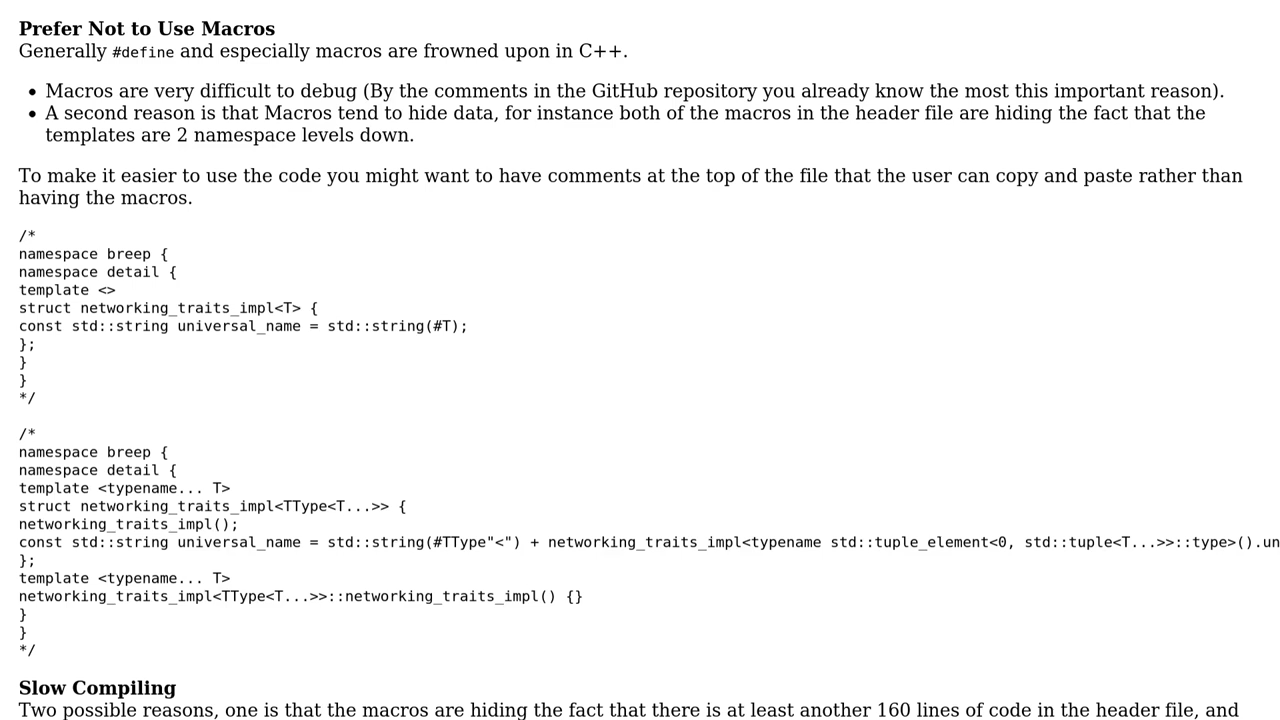 Prefer Not to Use Macros
Generally #define and especially macros are frowned upon in C++.
• Macros are very difficult to debug (By the comments in the GitHub repository you already know the most this important reason).
• A second reason is that Macros tend to hide data, for instance both of the macros in the header file are hiding the fact that the
templates are 2 namespace levels down.
To make it easier to use the code you might want to have comments at the top of the file that the user can copy and paste rather than
having the macros.
/*
namespace breep {
namespace detail {
template <>
struct networking_traits_impl<T> {
const std::string universal_name = std::string(#T);
};
}
}
*/
/*
namespace breep {
namespace detail {
template <typename... T>
struct networking_traits_impl<TType<T...>> {
networking_traits_impl();
const std::string universal_name = std::string(#TType"<") + networking_traits_impl<typename std::tuple_element<0, std::tuple<T...>>::type>().un
};
template <typename... T>
networking_traits_impl<TType<T...>>::networking_traits_impl() {}
}
}
*/
Slow Compiling
Two possible reasons, one is that the macros are hiding the fact that there is at least another 160 lines of code in the header file, and